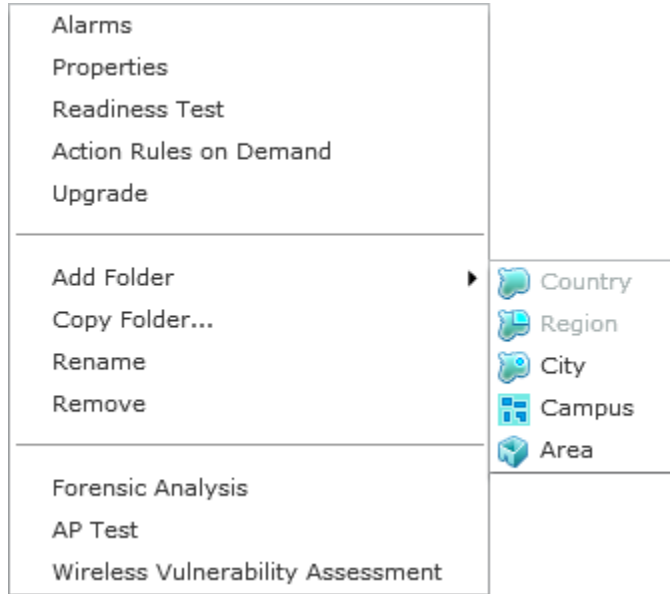 Alarms
Properties
Readiness Test
Action Rules on Demand
Upgrade
Add Folder
Copy Folder...
Rename
Remove
Forensic Analysis
AP Test
Wireless Vulnerability Assessment
Country
Region
City
Campus
Area